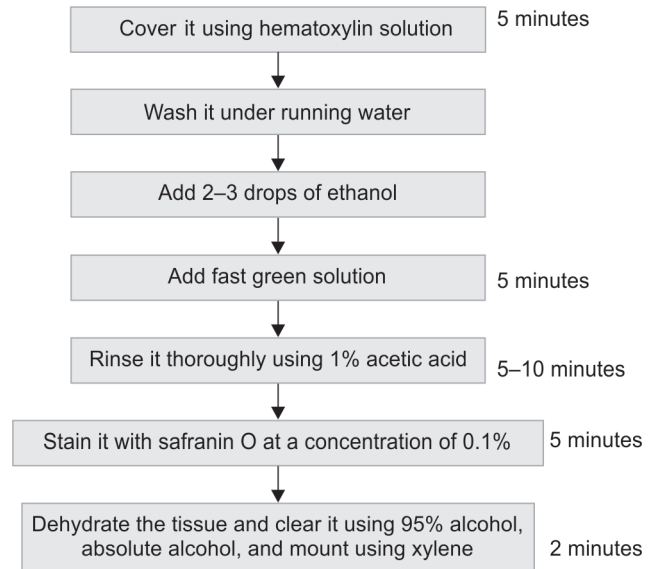 Cover it using hematoxylin solution
5 minutes
Wash it under running water
Add 2–3 drops of ethanol
Add fast green solution
5 minutes
Rinse it thoroughly using 1% acetic acid
5–10 minutes
Stain it with safranin O at a concentration of 0.1%
5 minutes
Dehydrate the tissue and clear it using 95% alcohol,
absolute alcohol, and mount using xylene
2 minutes